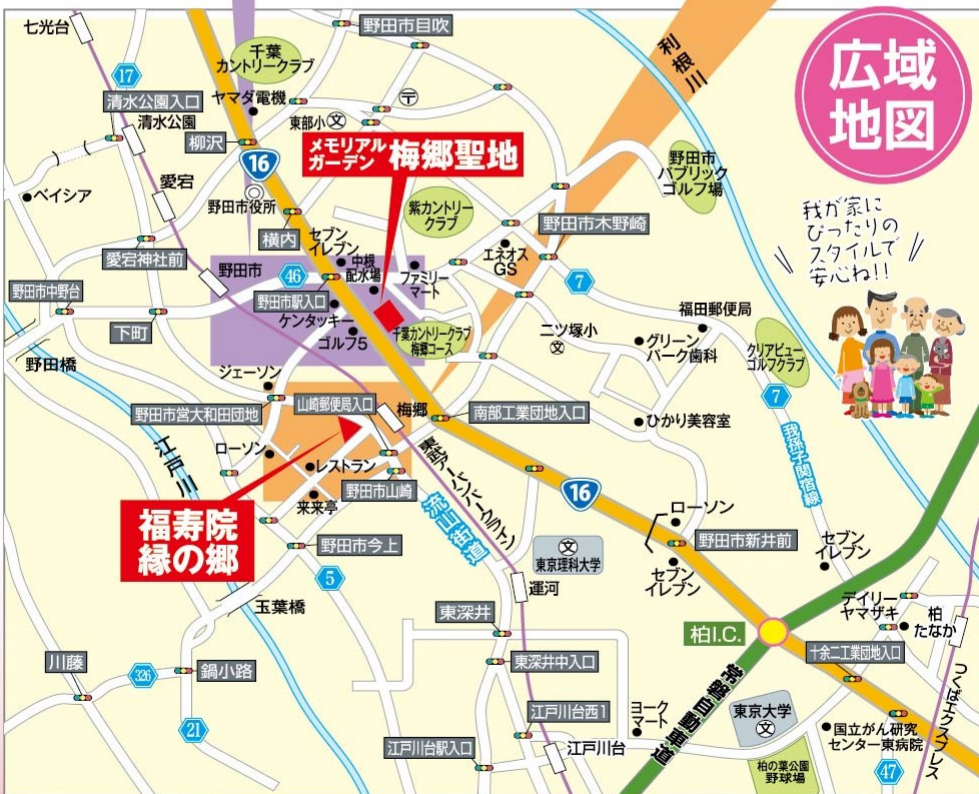 広域
地図
我が家に
ぴったりの
スタイルで
安心ね!!
七光台
17
清水公園入口
清水公園
千葉
カントリークラブ
ヤマダ電機
柳沢
16
野田市目吹
〒
東部小
文
利根川
メモリアル
ガーデン
梅郷聖地
ベイシア
愛宕
野田市役所
横内
愛宕神社前
野田市
46
セブン
イレブン
中根
配水場
ファミリー
マート
紫カントリー
クラブ
野田市
パブリック
ゴルフ場
野田市木野崎
エネオス
GS
7
野田市中野台
下町
野田市駅入口
ケンタッキー
ゴルフ5
千葉カントリークラブ
梅郷コース
二ツ塚小
文
福田郵便局
グリーン
パーク歯科
クリアビュー
ゴルフクラブ
7
我孫子関宿線
野田橋
ジェーソン
野田市営大和田団地
山崎郵便局入口
梅郷
南部工業団地入口
ひかり美容室
江戸川
ローソン
レストラン
来来亭
野田市山崎
東武アーバンパークライン
流山街道
福寿院
縁の郷
野田市今上
5
玉葉橋
16
文
東京理科大学
運河
ローソン
野田市新井前
セブン
イレブン
セブン
イレブン
デイリー
ヤマザキ
柏
たなか
柏I.C.
十余二工業団地入口
つくばエクスプレス
川藤
326
鍋小路
21
東深井
東深井中入口
江戸川台西1
江戸川台駅入口
江戸川台
ヨーク
マート
常磐自動車道
東京大学
文
柏の葉公園
野球場
国立がん研究
センター東病院
47